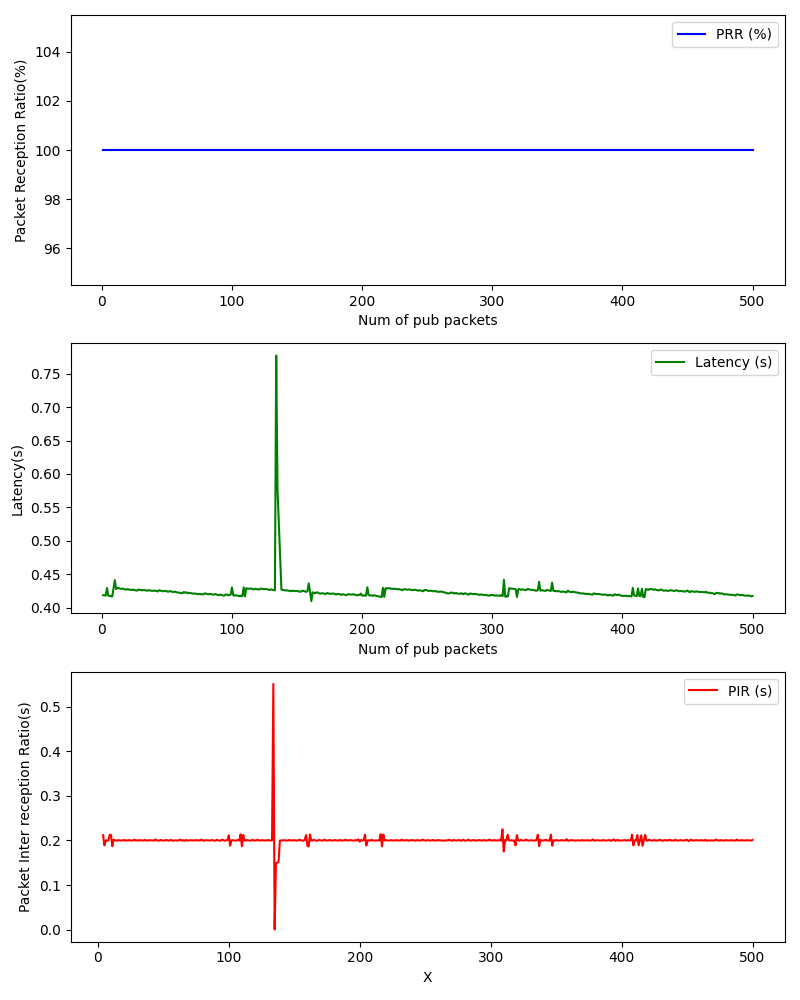 PRR (%)
Packet Reception Ratio(%)
104
102
100
98
96
0 100 200 300 400 500
Num of pub packets
Latency (s)
Latency(s)
0.75
0.70
0.65
0.60
0.55
0.50
0.45
0.40
0 100 200 300 400 500
Num of pub packets
PIR (s)
Packet Inter reception Ratio(s)
0.5
0.4
0.3
0.2
0.1
0.0
0 100 200 300 400 500
X